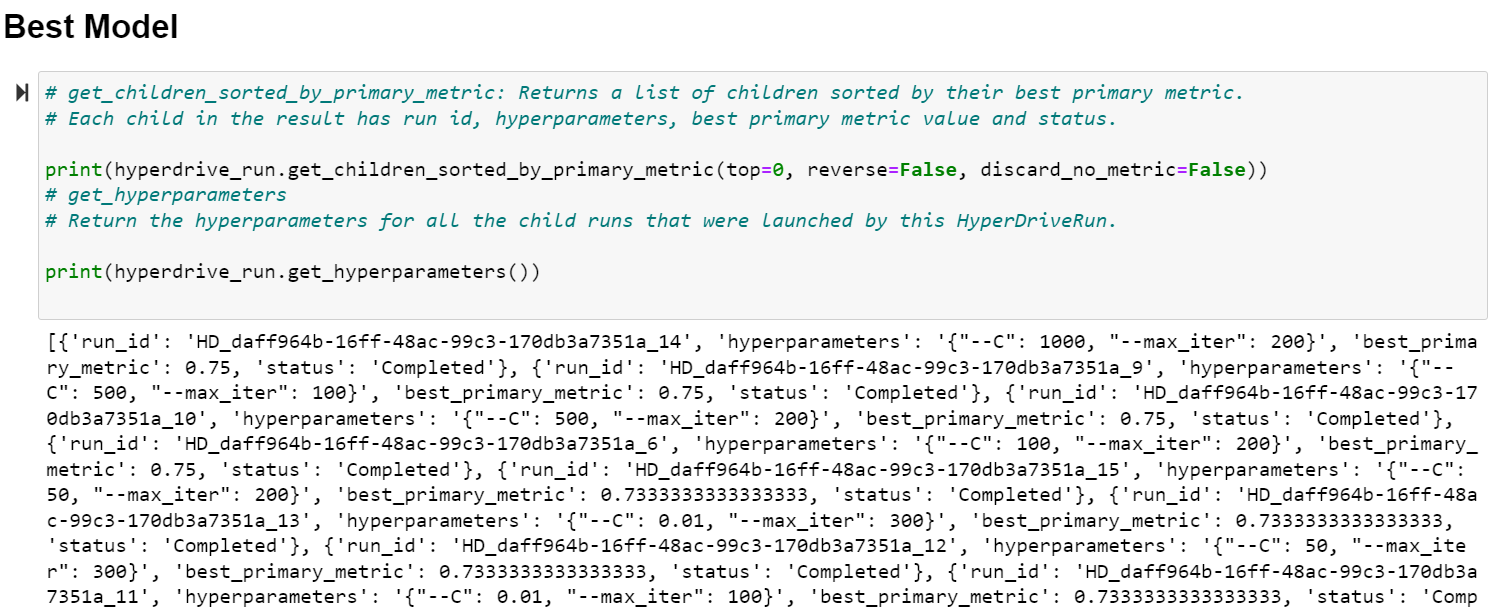 Best Model
# get_children_sorted_by_primary_metric: Returns a list of children sorted by their best primary metric.
# Each child in the result has run id, hyperparameters, best primary metric value and status.
print(hyperdrive_run.get_children_sorted_by_primary_metric(top=0, reverse=False, discard_no_metric=False))
# get_hyperparameters
# Return the hyperparameters for all the child runs that were launched by this HyperDriveRun.
print(hyperdrive_run.get_hyperparameters())
[{'run_id': 'HD_daff964b-16ff-48ac-99c3-170db3a7351a_14', 'hyperparameters': '{"--C": 1000, "--max_iter": 200}', 'best_prima
ry_metric': 0.75, 'status': 'Completed'}, {'run_id': 'HD_daff964b-16ff-48ac-99c3-170db3a7351a_9', 'hyperparameters': '{"--
C": 500, "--max_iter": 100}', 'best_primary_metric': 0.75, 'status': 'Completed'}, {'run_id': 'HD_daff964b-16ff-48ac-99c3-17
0db3a7351a_10', 'hyperparameters': '{"--C": 500, "--max_iter": 200}', 'best_primary_metric': 0.75, 'status': 'Completed'},
{'run_id': 'HD_daff964b-16ff-48ac-99c3-170db3a7351a_6', 'hyperparameters': '{"--C": 100, "--max_iter": 200}', 'best_primary_
metric': 0.75, 'status': 'Completed'}, {'run_id': 'HD_daff964b-16ff-48ac-99c3-170db3a7351a_15', 'hyperparameters': '{"--C":
50, "--max_iter": 200}', 'best_primary_metric': 0.7333333333333333, 'status': 'Completed'}, {'run_id': 'HD_daff964b-16ff-48a
c-99c3-170db3a7351a_13', 'hyperparameters': '{"--C": 0.01, "--max_iter": 300}', 'best_primary_metric': 0.7333333333333333,
'status': 'Completed'}, {'run_id': 'HD_daff964b-16ff-48ac-99c3-170db3a7351a_12', 'hyperparameters': '{"--C": 50, "--max_ite
r": 300}', 'best_primary_metric': 0.7333333333333333, 'status': 'Completed'}, {'run_id': 'HD_daff964b-16ff-48ac-99c3-170db3a
7351a_11', 'hyperparameters': '{"--C": 0.01, "--max_iter": 100}', 'best_primary_metric': 0.7333333333333333, 'status': 'Comp